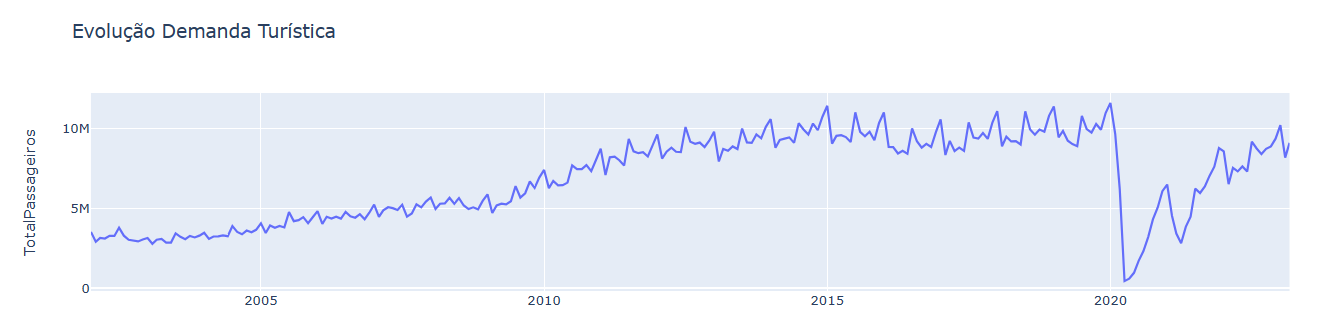 Evolução Demanda Turística
TotalPassageiros
10M
5M
0
2005
2010
2015
2020